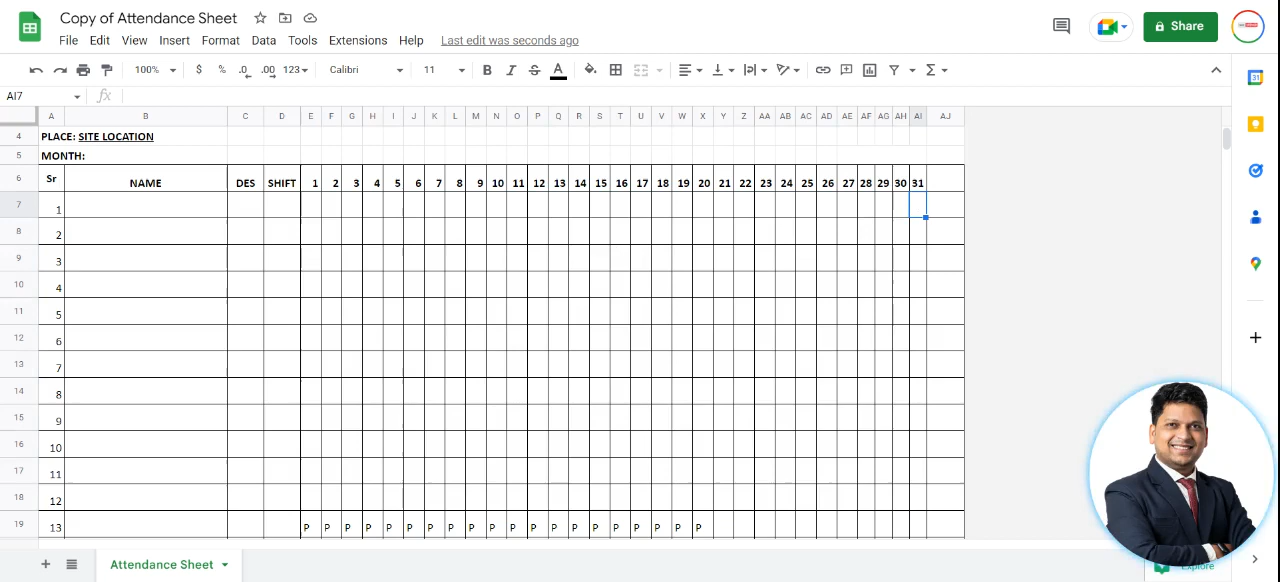 Copy of Attendance Sheet
File Edit View Insert Format Data Tools Extensions Help Last edit was seconds ago
Share
100% $ % .0 .00 123 Calibri 11 B I S A Σ
31
AI7 fx
A B C D E F G H I J K L M N O P Q R S T U V W X Y Z AA AB AC AD AE AF AG AH AI AJ
4 PLACE: SITE LOCATION
5 MONTH:
6 Sr NAME DES SHIFT 1 2 3 4 5 6 7 8 9 10 11 12 13 14 15 16 17 18 19 20 21 22 23 24 25 26 27 28 29 30 31
7 1
8 2
9 3
10 4
11 5
12 6
13 7
14 8
15 9
16 10
17 11
18 12
19 13 P P P P P P P P P P P P P P P P P P P P
Attendance Sheet
Explore